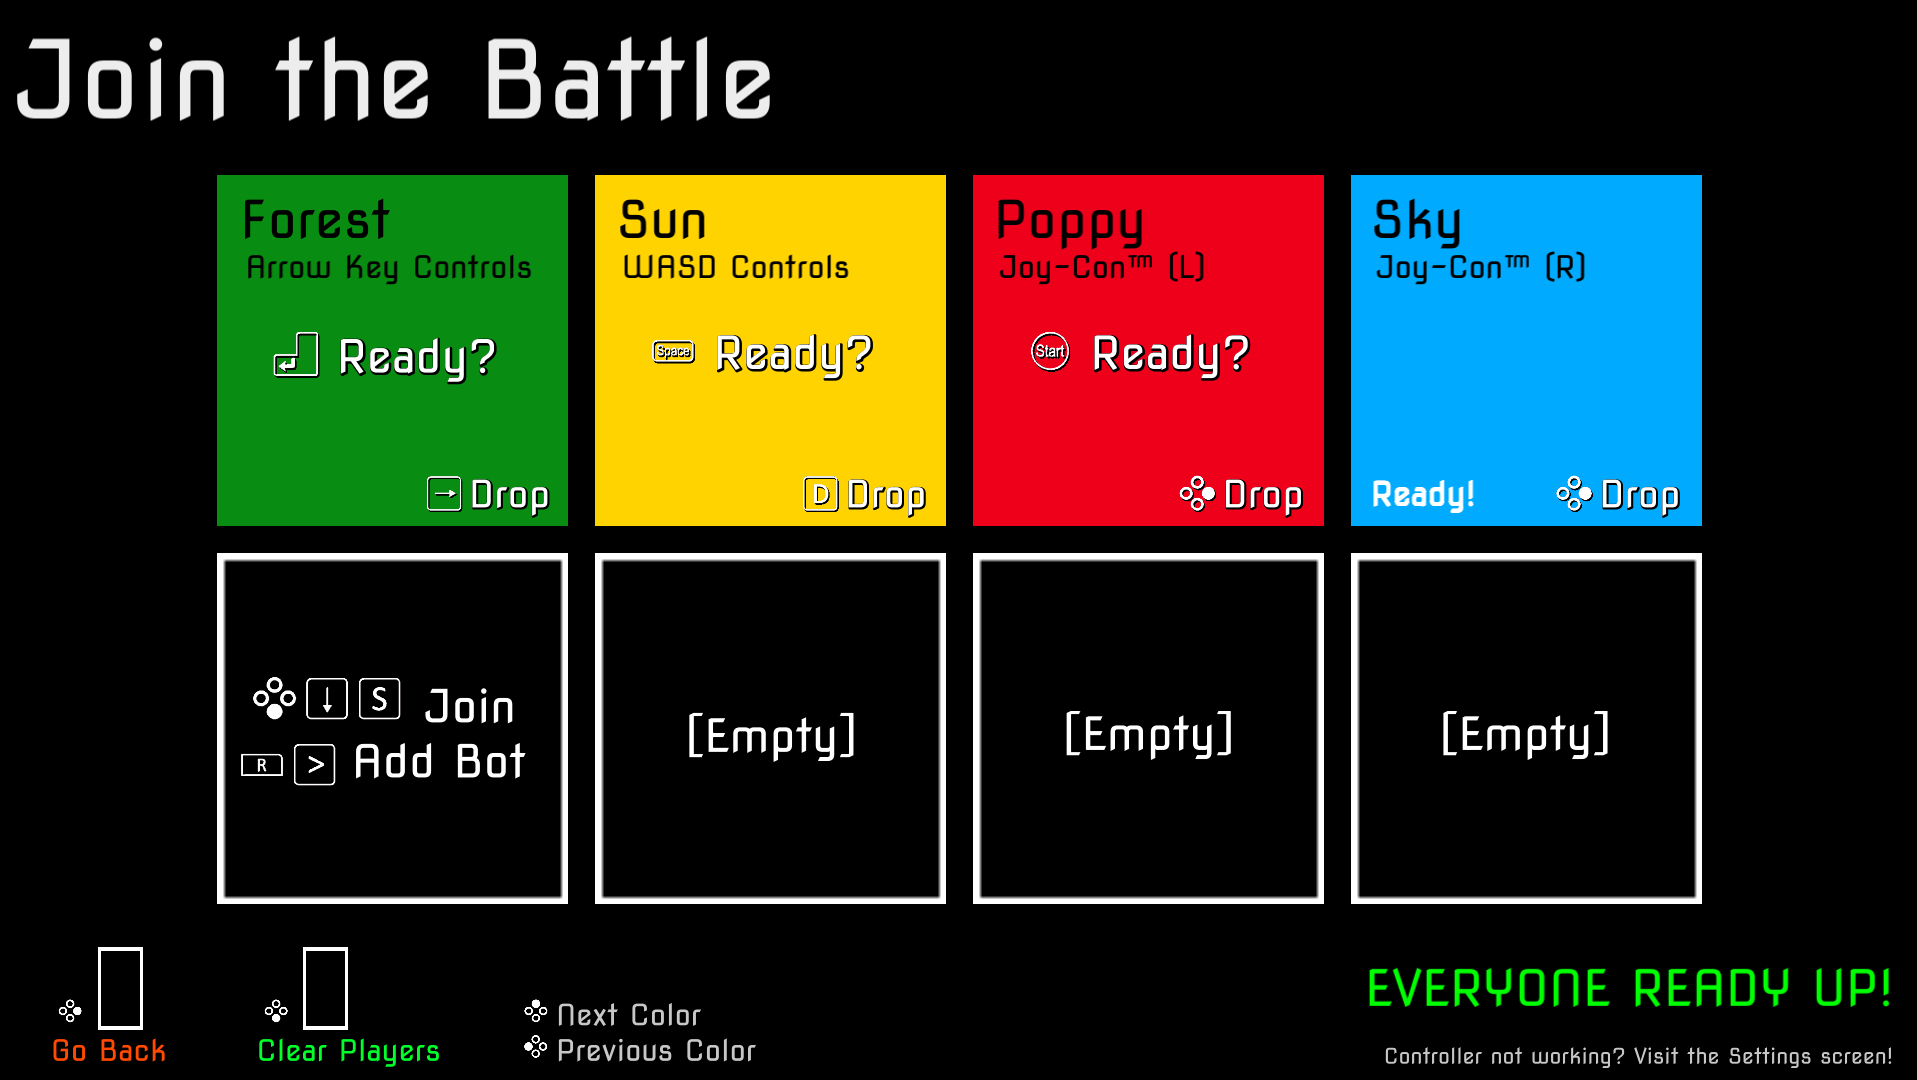 Join the Battle
Forest
Arrow Key Controls
Ready?
→ Drop
Sun
WASD Controls
Space Ready?
D Drop
Poppy
Joy-Con™ (L)
Start Ready?
Drop
Sky
Joy-Con™ (R)
Ready! Drop
↓ S Join
R > Add Bot
[Empty]
[Empty]
[Empty]
Go Back
Clear Players
Next Color
Previous Color
EVERYONE READY UP!
Controller not working? Visit the Settings screen!